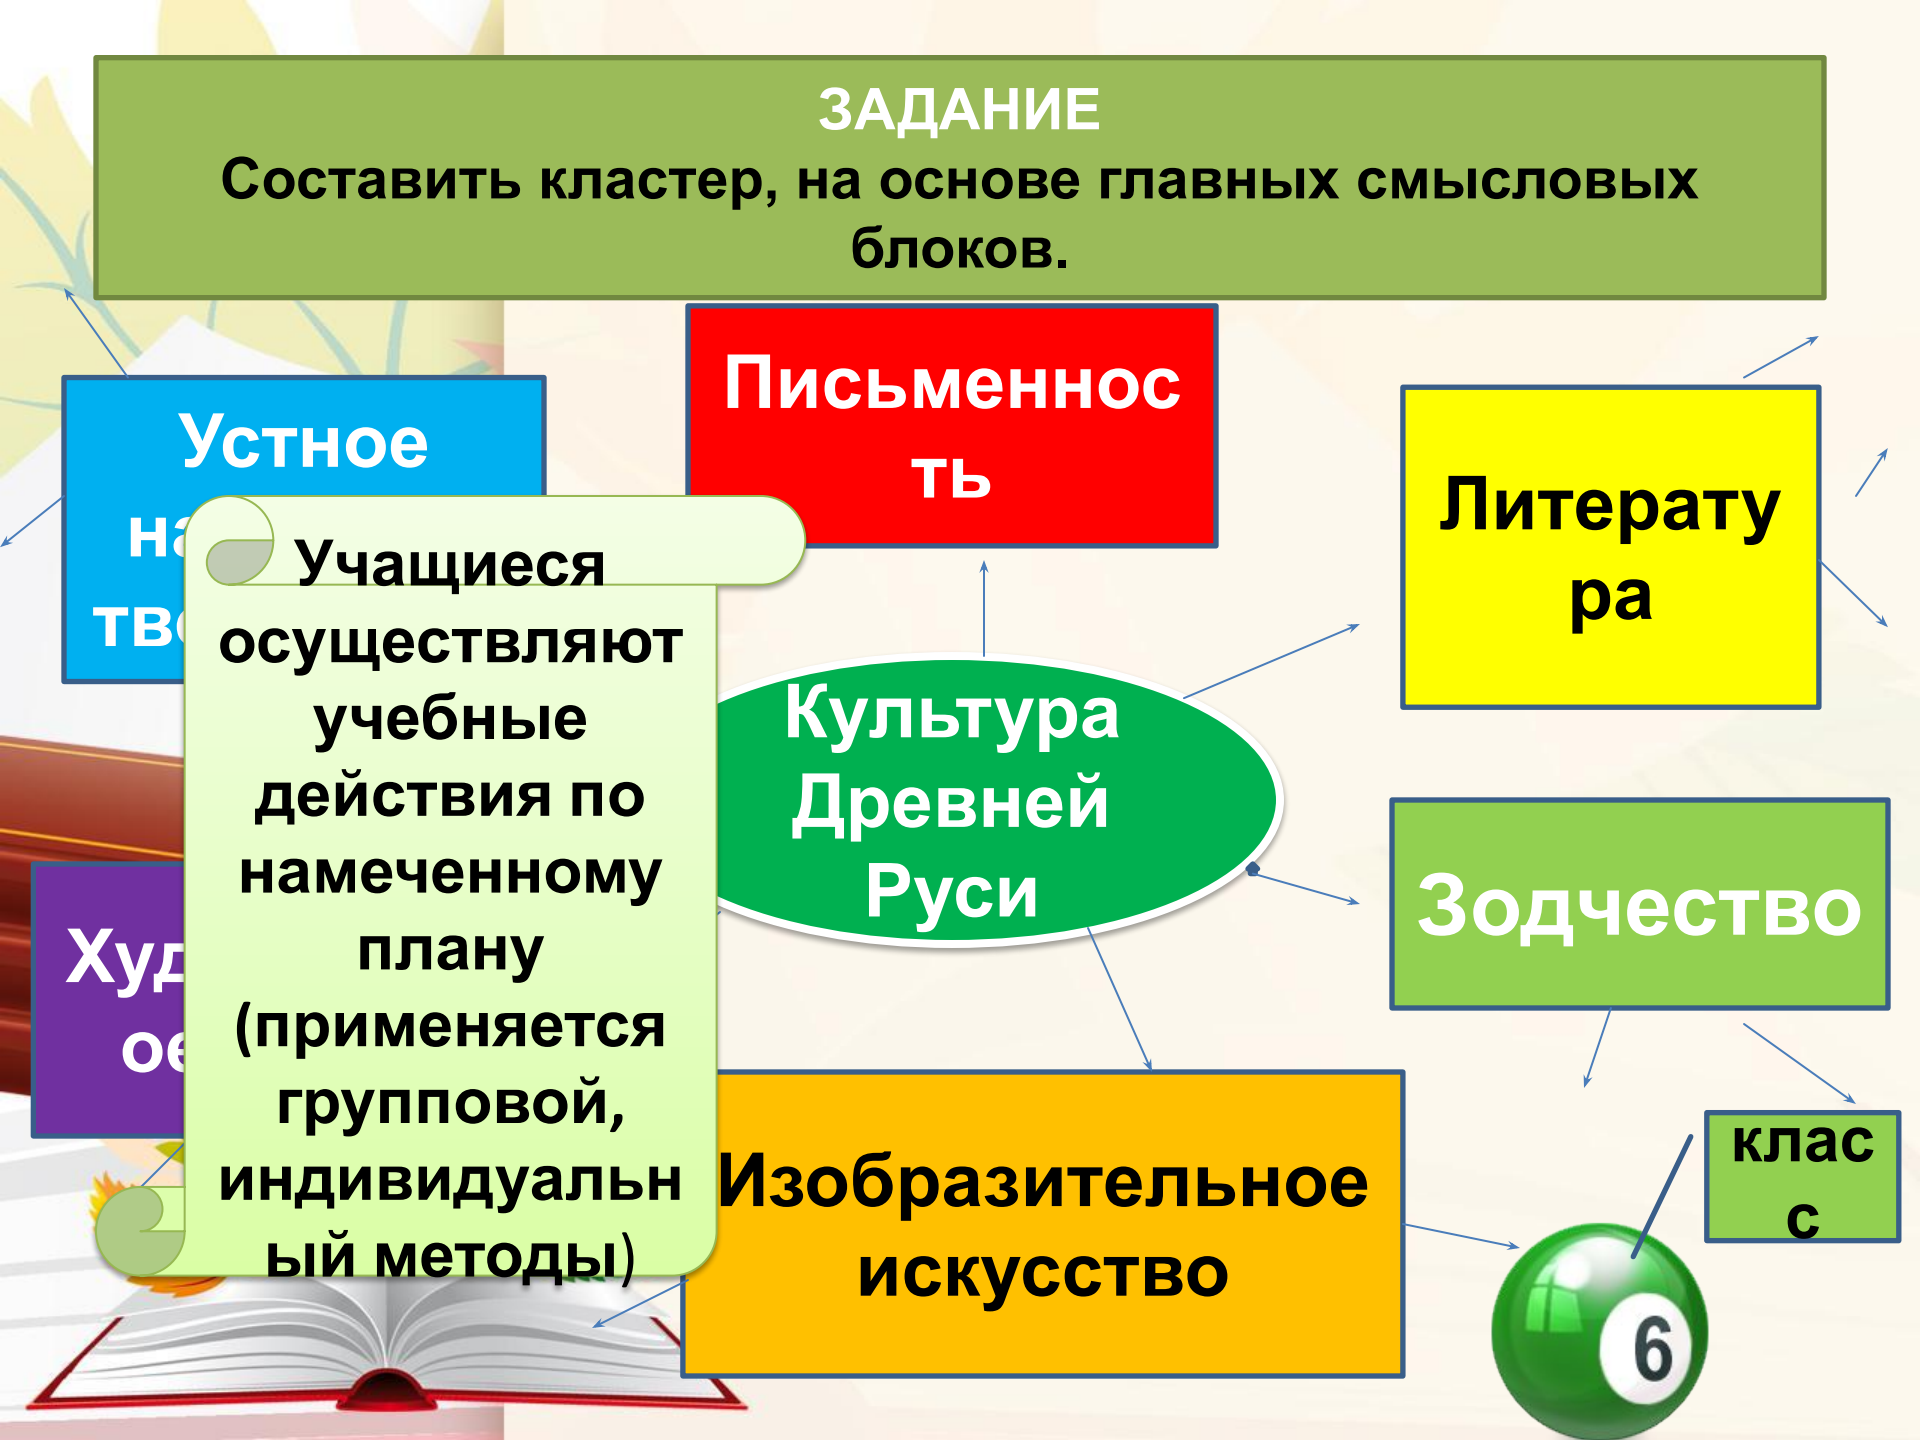 ЗАДАНИЕ
Составить кластер, на основе главных смысловых
блоков.
Письменнос
ть
Устное
Литерату
ра
Учащиеся
осуществляют
учебные
действия по
намеченному
плану
(применяется
групповой,
индивидуальн
ый методы)
Культура
Древней
Руси
Зодчество
Изобразительное
искусство
клас
с
6